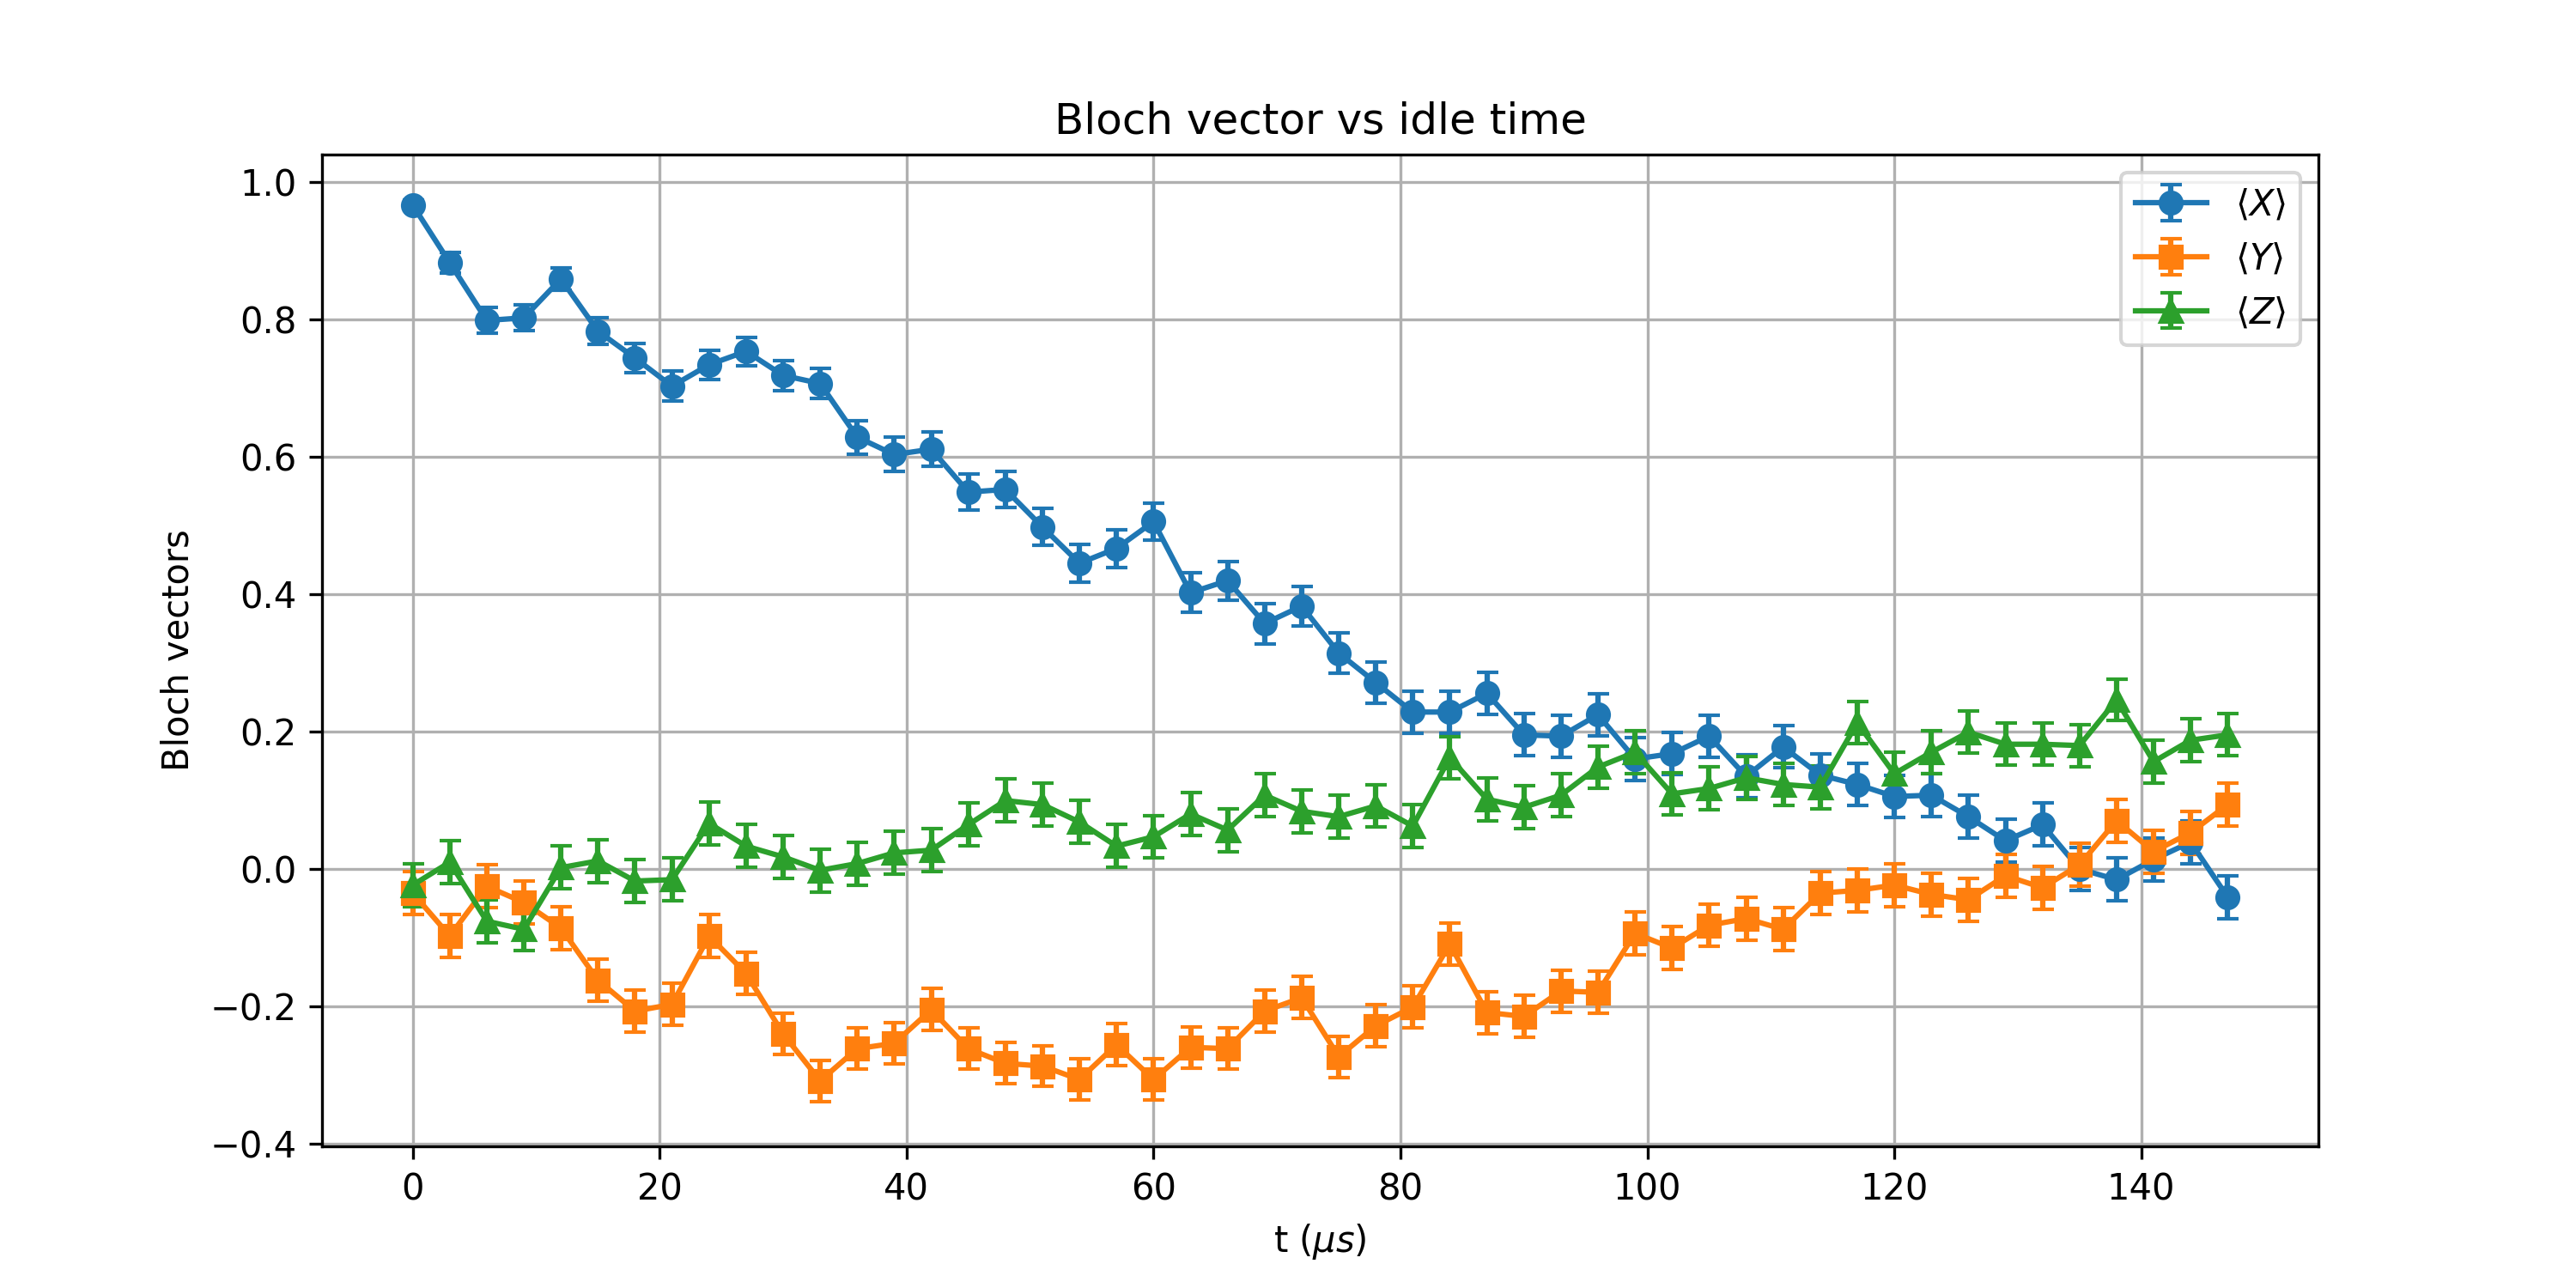 Bloch vector vs idle time
1.0
0.8
0.6
0.4
0.2
0.0
−0.2
−0.4
Bloch vectors
0 20 40 60 80 100 120 140
t (μs)
⟨X⟩
⟨Y⟩
⟨Z⟩